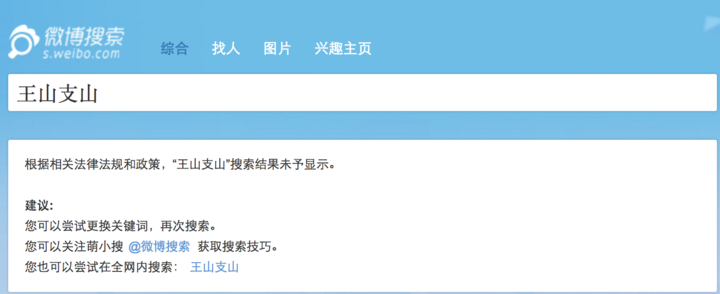 微博搜索
s.weibo.com
综合 找人 图片 兴趣主页
王山支山
根据相关法律法规和政策，“王山支山”搜索结果未予显示。
建议：
您可以尝试更换关键词，再次搜索。
您可以关注萌小搜 @微博搜索 获取搜索技巧。
您也可以尝试在全网内搜索： 王山支山